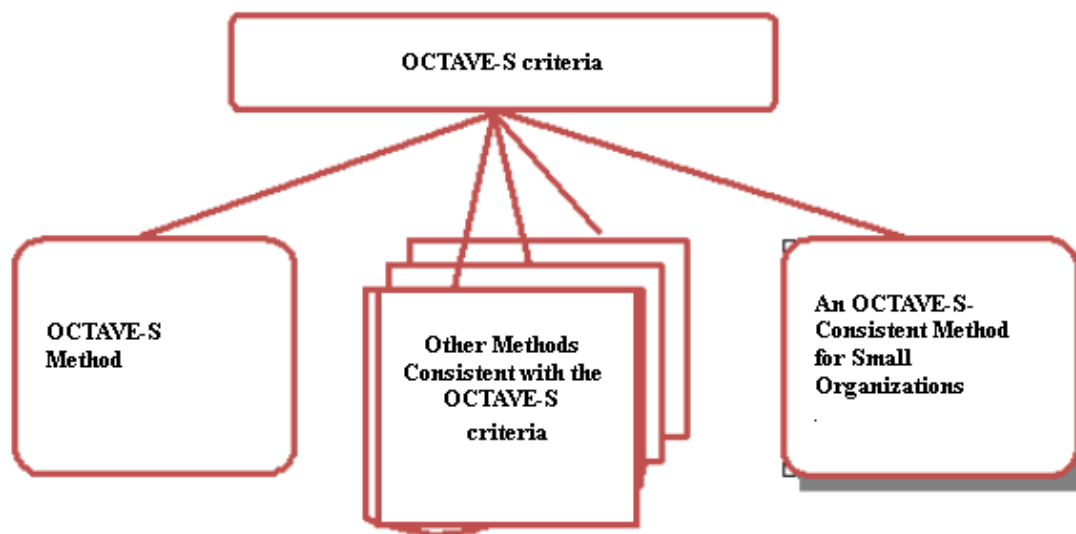 OCTAVE-S criteria
OCTAVE-S
Method
Other Methods
Consistent with the
OCTAVE-S
criteria
An OCTAVE-S-
Consistent Method
for Small
Organizations
.